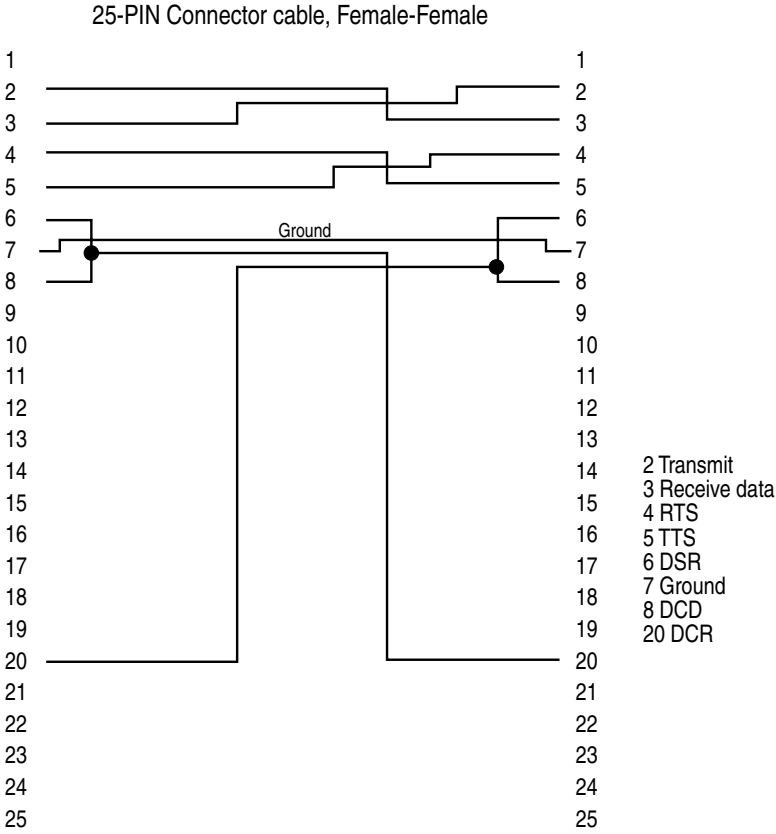 25-PIN Connector cable, Female-Female
1 1
2 2
3 3
4 4
5 5
6 6
Ground
7 7
8 8
9 9
10 10
11 11
12 12
13 13
14 14
15 15
16 16
17 17
18 18
19 19
20 20
21 21
22 22
23 23
24 24
25 25
2 Transmit
3 Receive data
4 RTS
5 TTS
6 DSR
7 Ground
8 DCD
20 DCR